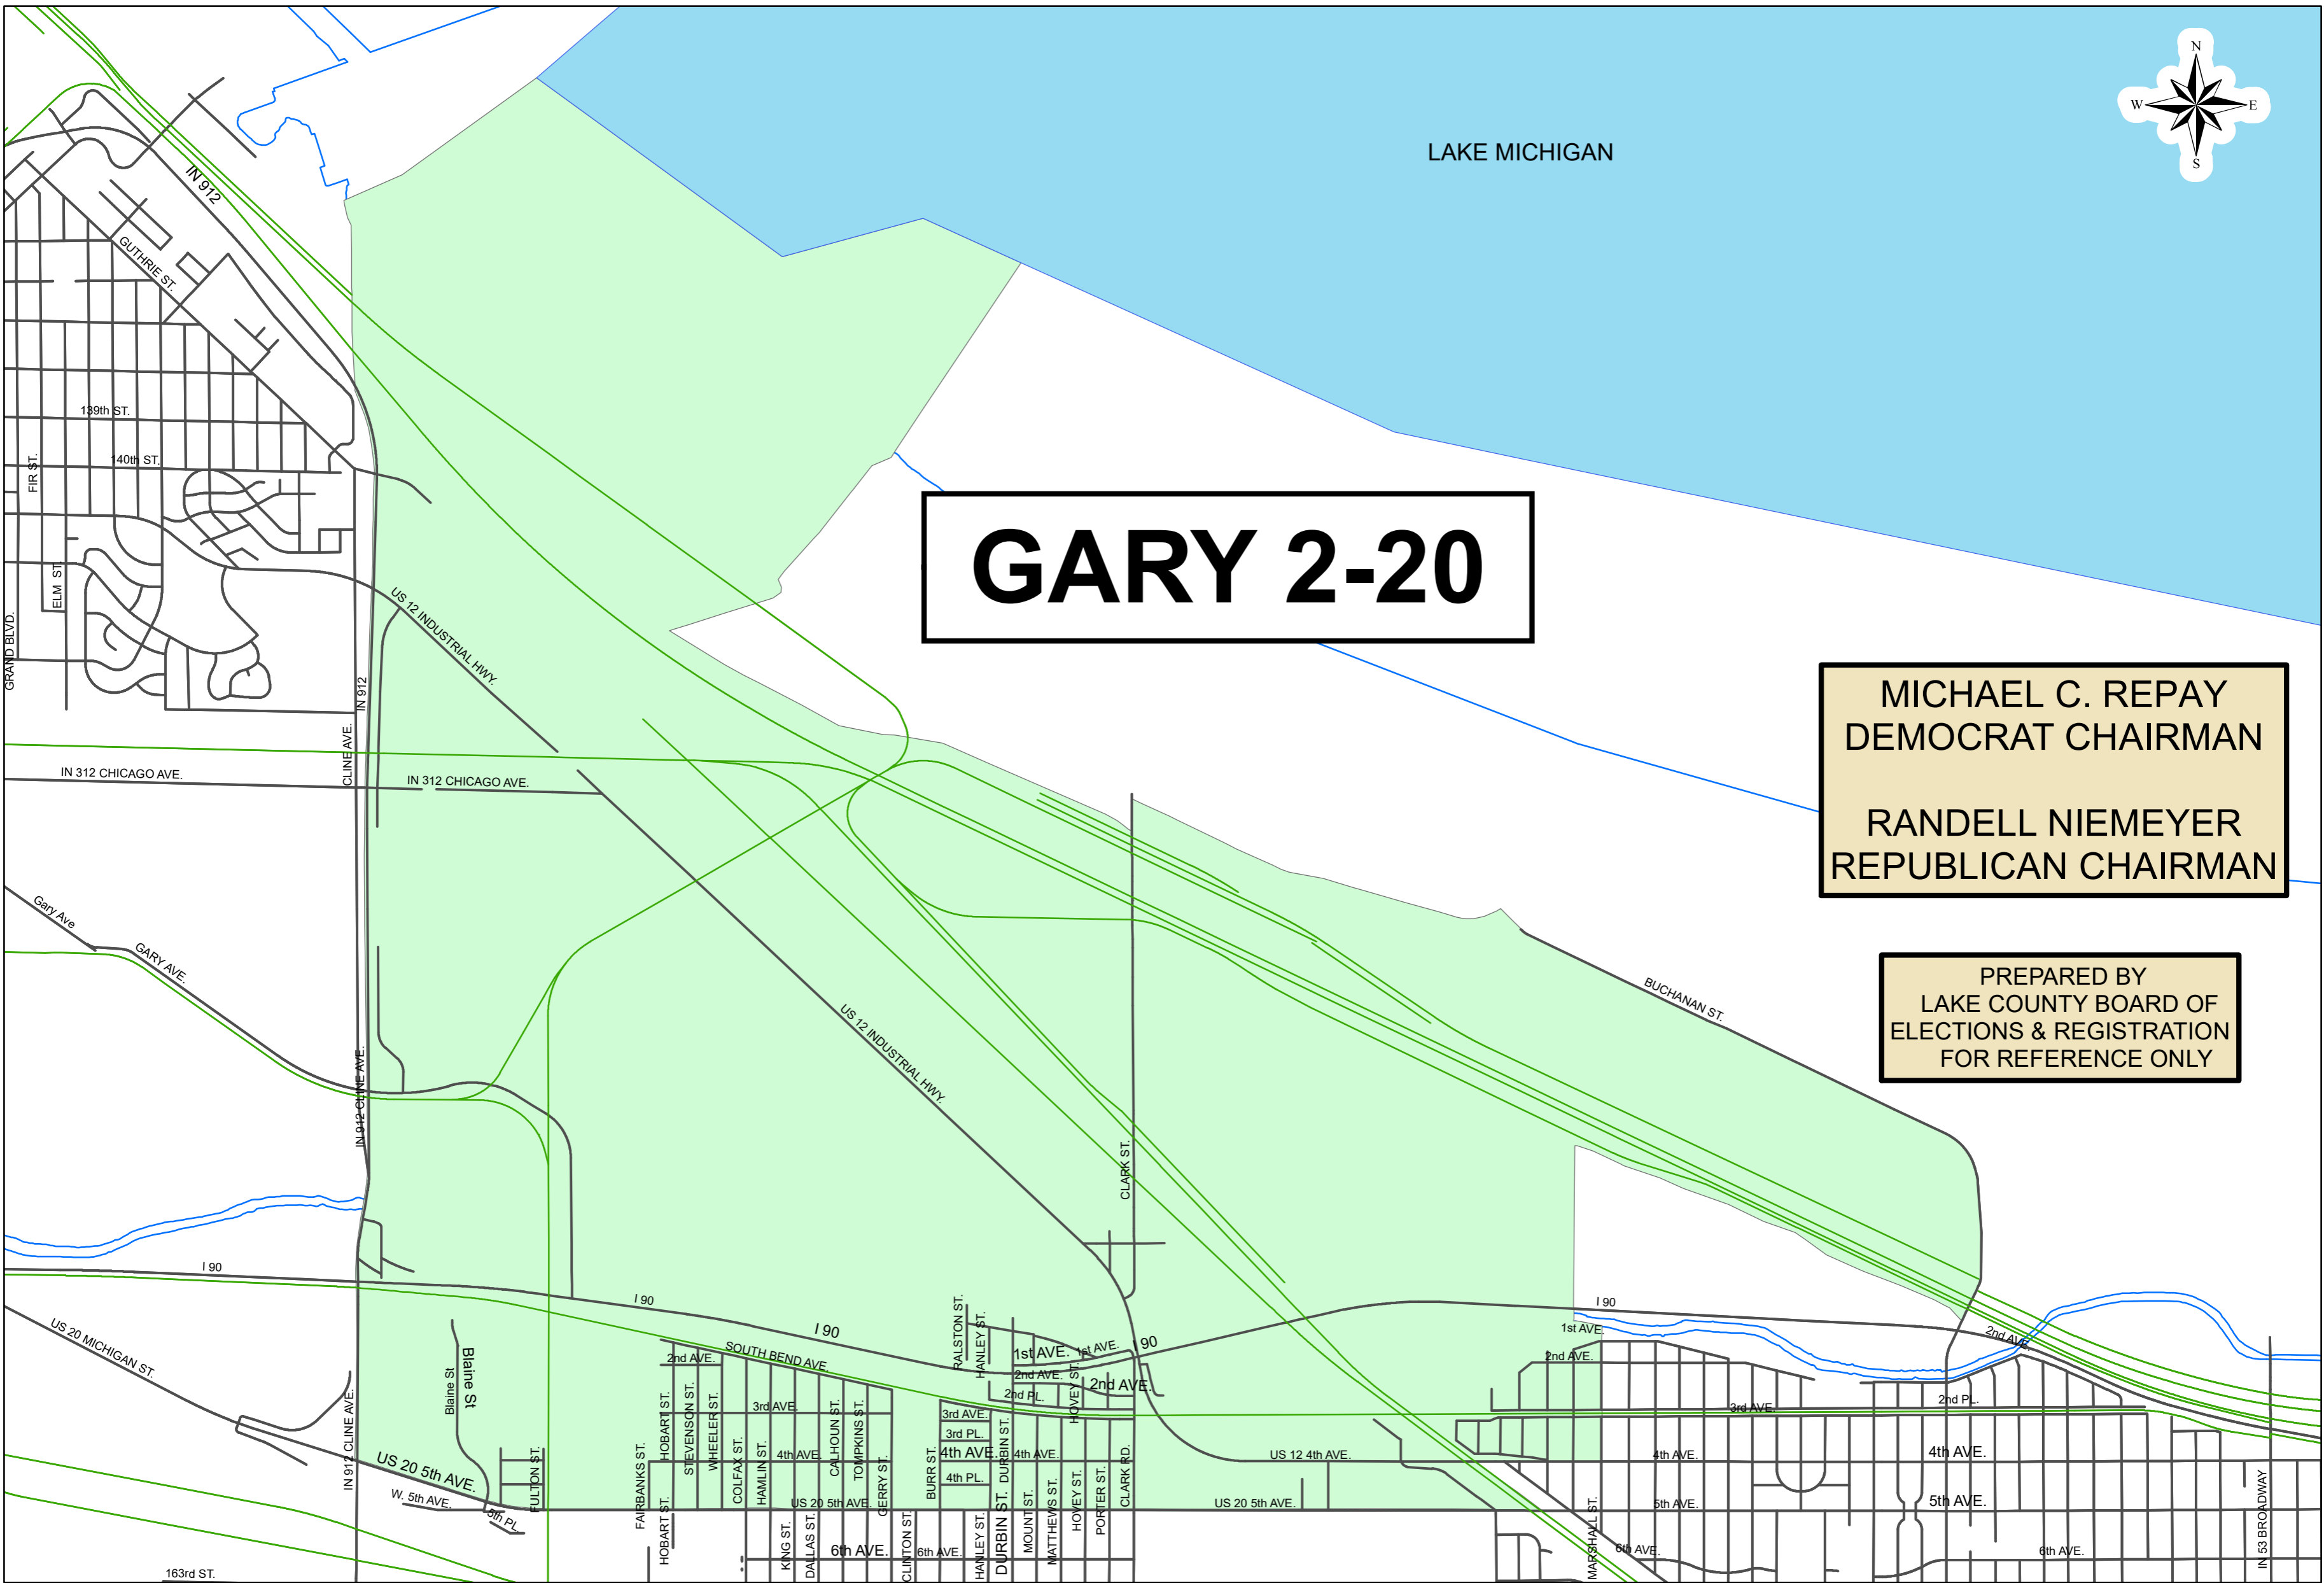 N
W
E
S
LAKE MICHIGAN
IN 912
GUTHRIE ST.
139th ST.
140th ST.
FIR ST.
ELM ST.
GRAND BLVD.
GARY 2-20
US 12 INDUSTRIAL HWY.
IN 912
CLINE AVE.
IN 312 CHICAGO AVE.
IN 312 CHICAGO AVE.
MICHAEL C. REPAY
DEMOCRAT CHAIRMAN
RANDELL NIEMEYER
REPUBLICAN CHAIRMAN
Gary Ave
GARY AVE.
BUCHANAN ST.
PREPARED BY
LAKE COUNTY BOARD OF
ELECTIONS & REGISTRATION
FOR REFERENCE ONLY
US 12 INDUSTRIAL HWY.
IN 912 CLINE AVE.
CLARK ST.
I 90
I 90
I 90
I 90
I 90
US 20 MICHIGAN ST.
SOUTH BEND AVE.
RALSTON ST.
HANLEY ST.
1st AVE.
1st AVE.
1st AVE.
2nd AVE.
2nd AVE.
2nd AVE.
2nd AVE.
2nd AVE.
2nd AVE.
2nd PL.
2nd PL.
Blaine St
Blaine St
HOBART ST.
STEVENSON ST.
WHEELER ST.
COLFAX ST.
HAMLIN ST.
CALHOUN ST.
TOMPKINS ST.
GERRY ST.
BURR ST.
DURBIN ST.
HOVEY ST.
3rd AVE.
3rd AVE.
3rd AVE.
3rd PL.
4th AVE.
4th AVE.
4th AVE.
4th PL.
US 12 4th AVE.
4th AVE.
4th AVE.
IN 912 CLINE AVE.
US 20 5th AVE.
W. 5th AVE.
5th PL.
FULTON ST.
FAIRBANKS ST.
HOBART ST.
US 20 5th AVE.
US 20 5th AVE.
5th AVE.
5th AVE.
KING ST.
DALLAS ST.
CLINTON ST.
HANLEY ST.
DURBIN ST.
MOUNT ST.
MATTHEWS ST.
HOVEY ST.
PORTER ST.
CLARK RD.
MARSHALL ST.
IN 53 BROADWAY
6th AVE.
6th AVE.
6th AVE.
6th AVE.
163rd ST.